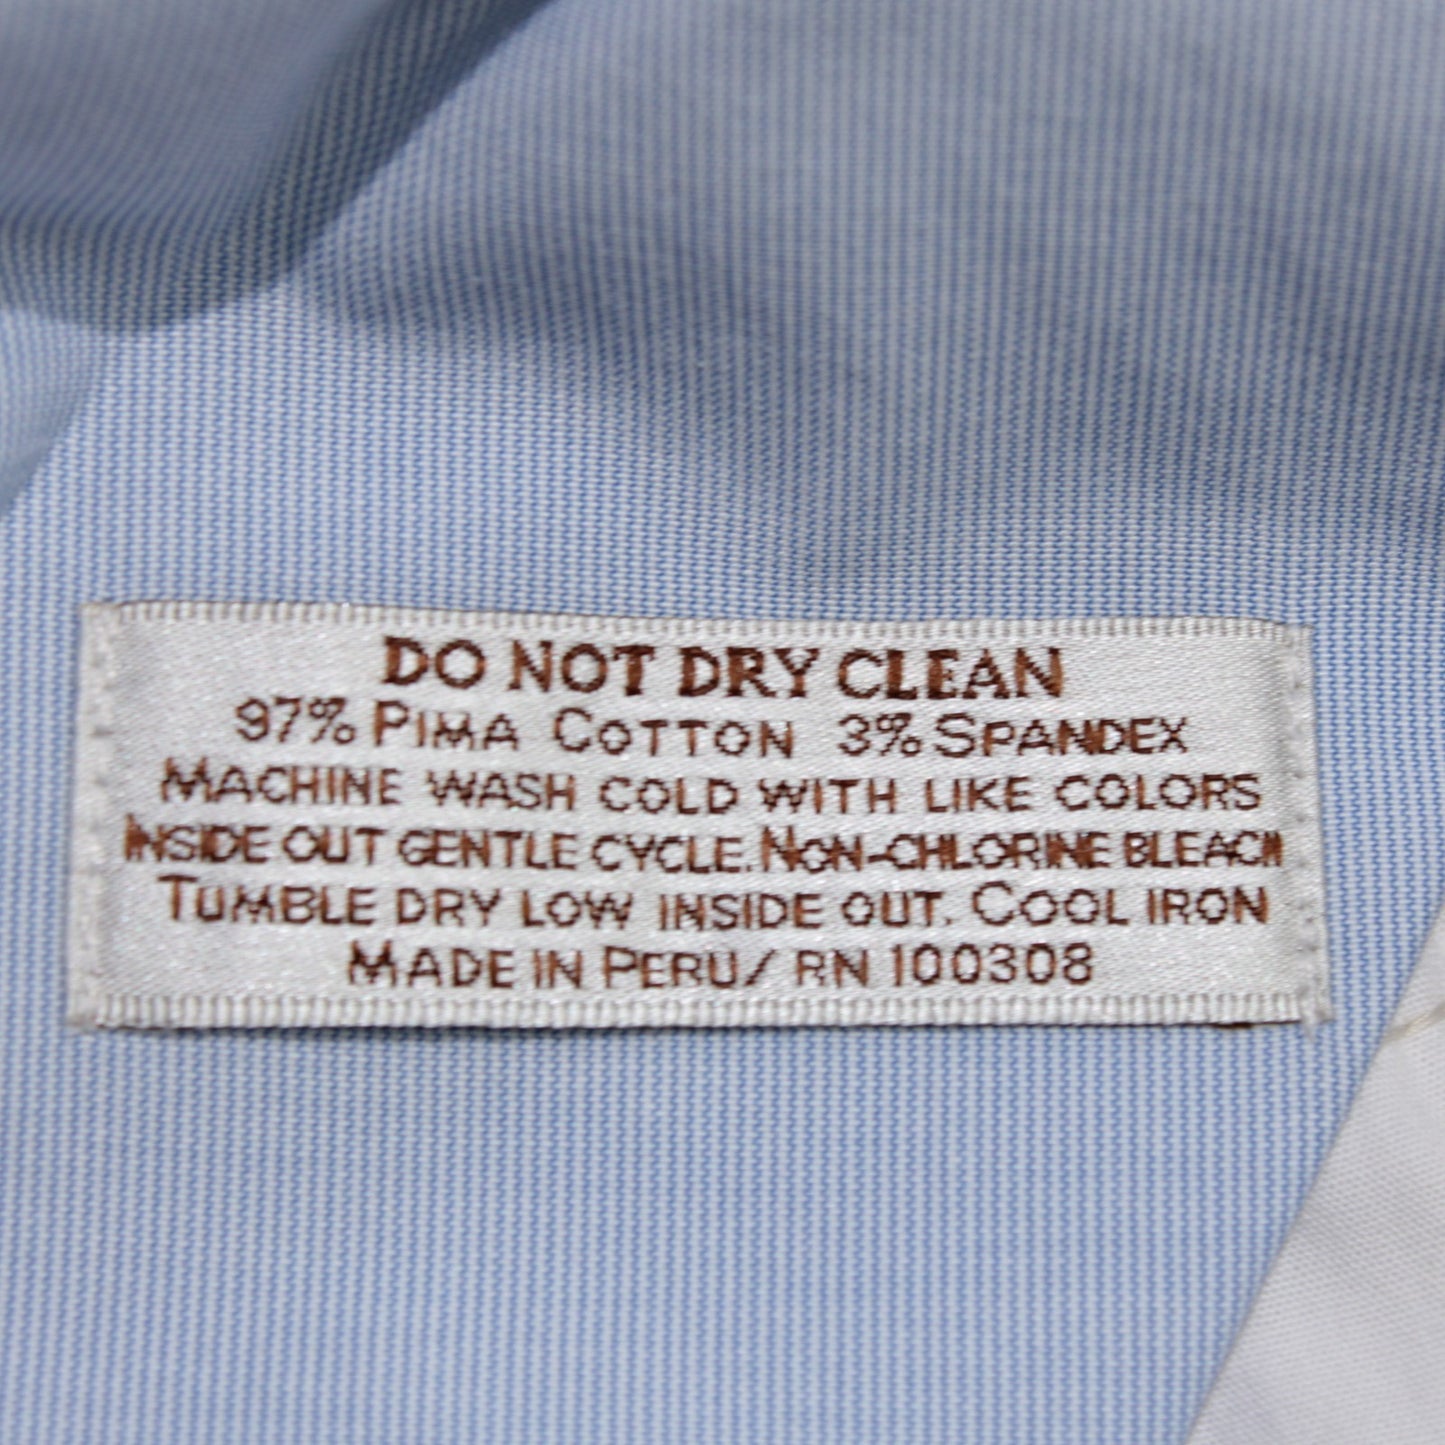 DO NOT DRY CLEAN
97% PIMA COTTON 3% SPANDEX
MACHINE WASH COLD WITH LIKE COLORS
INSIDE OUT GENTLE CYCLE. NON-CHLORINE BLEACH
TUMBLE DRY LOW INSIDE OUT. COOL IRON
MADE IN PERU/ RN 100308